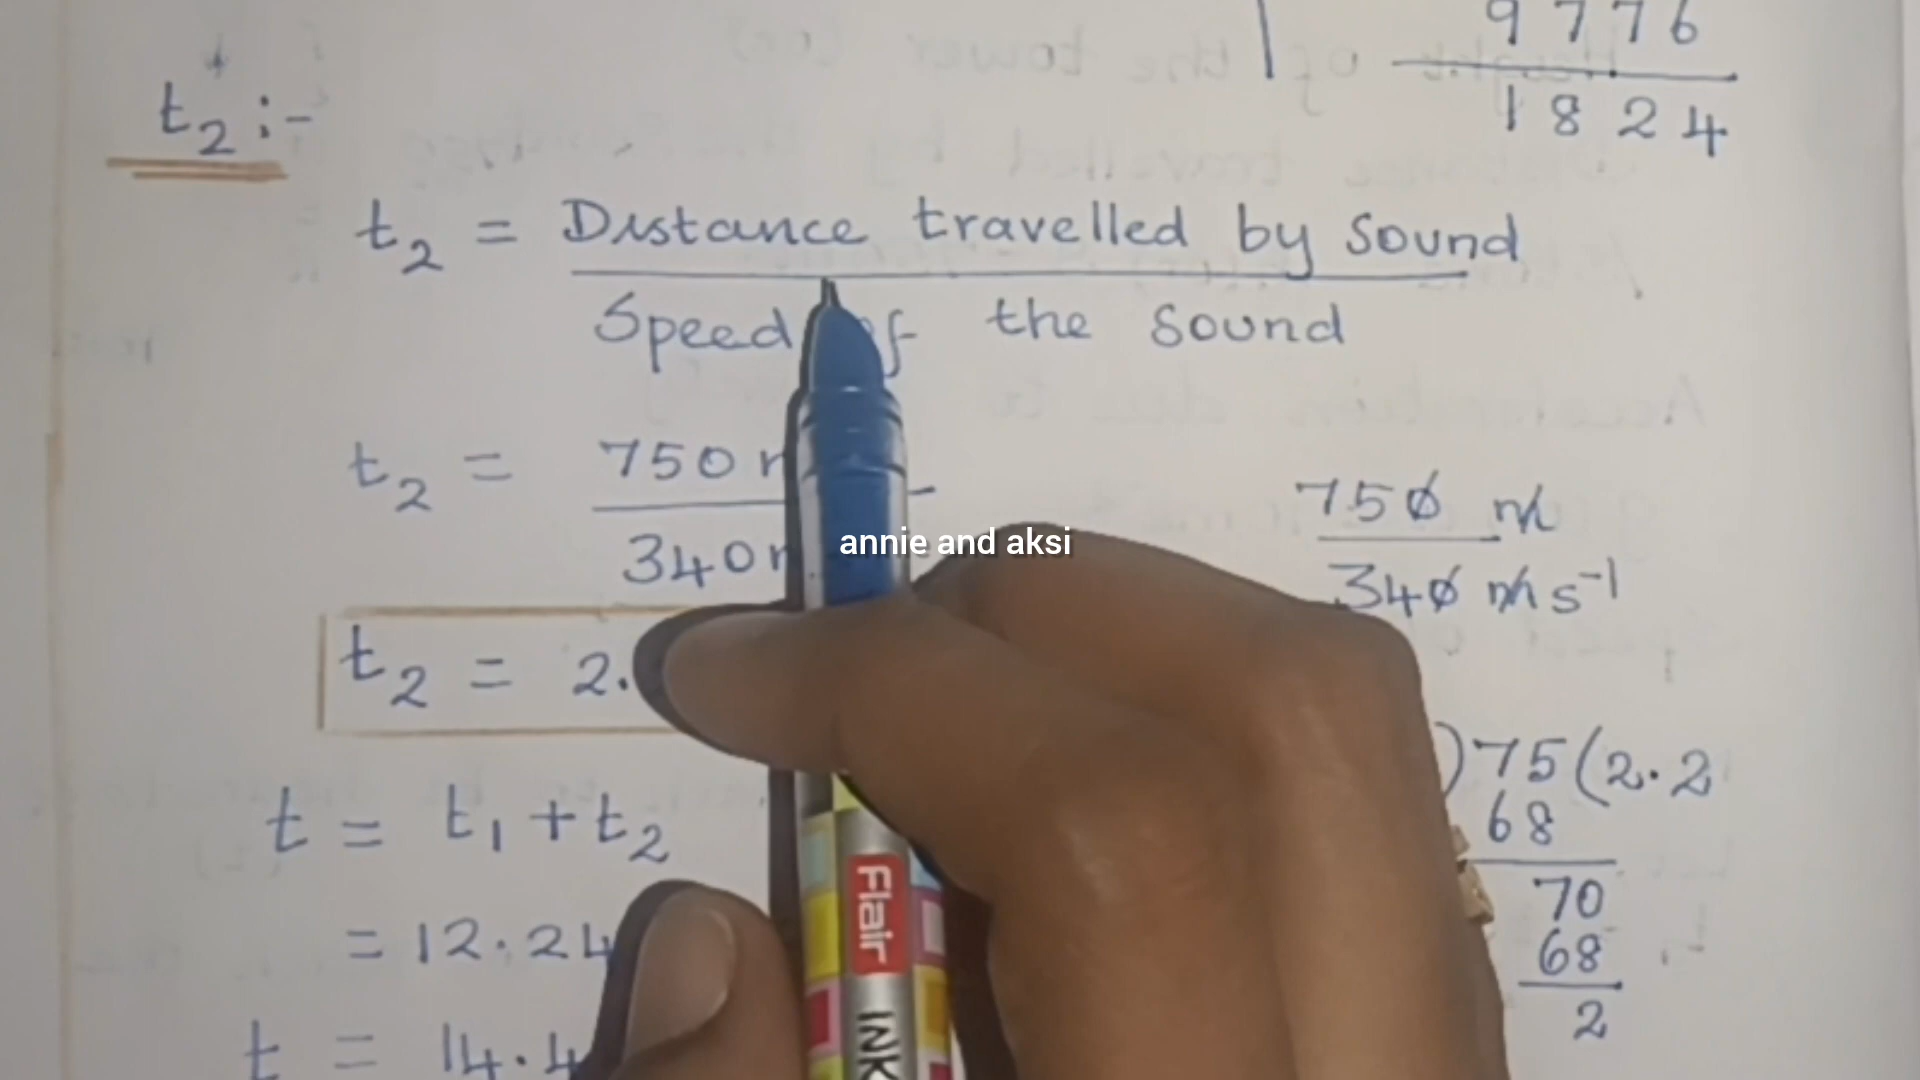 9776
1824
t2 :-
t2 = Distance travelled by Sound
Speed of the Sound
t2 = 750
340
750 m
340 m s-1
annie and aksi
t2 = 2.
)75(2.2
68
70
68
2
t = t1 + t2
= 12.24
t = 14.4
Flair
INK